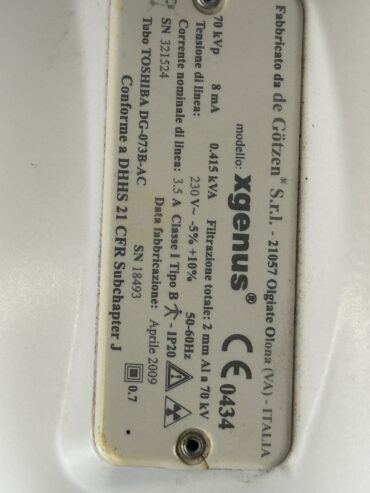 Fabbricato da de Götzen® S.r.l. - 21057 Olgiate Olona (VA) - ITALIA
modello: xgenus® CE 0434
70 kVp 8 mA 0.415 kVA Filtrazione totale: 2 mm Al a 70 kV
Tensione di linea: 230 V~ -5% +10% 50-60Hz
Corrente nominale di linea: 3.5 A Classe I Tipo B - IP20
SN 321524 Data fabbricazione: Aprile 2009
Tubo TOSHIBA DG-073B-AC SN 18493 0.7
Conforme a DHHS 21 CFR Subchapter J